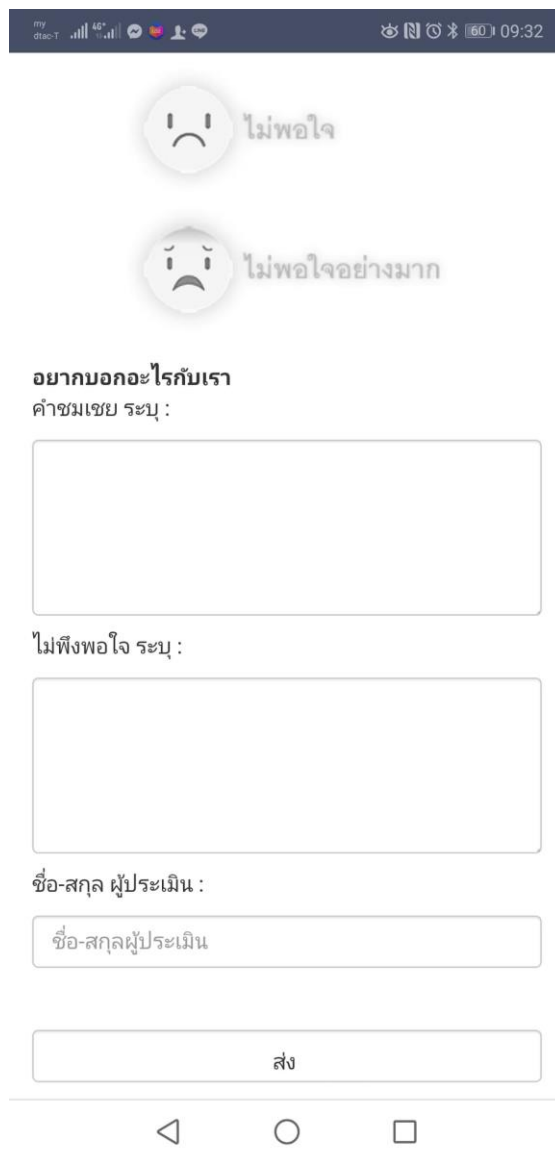 my
dtac-T 4G+ 60 09:32
ไม่พอใจ
ไม่พอใจอย่างมาก
อยากบอกอะไรกับเรา
คำชมเชย ระบุ :
ไม่พึงพอใจ ระบุ :
ชื่อ-สกุล ผู้ประเมิน :
ชื่อ-สกุลผู้ประเมิน
ส่ง